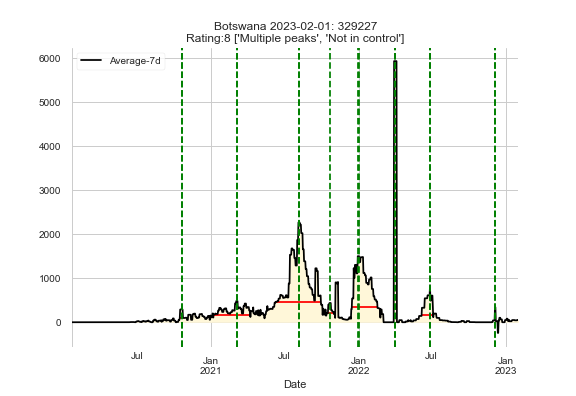 Botswana 2023-02-01: 329227
Rating:8 ['Multiple peaks', 'Not in control']
Average-7d
6000
5000
4000
3000
2000
1000
0
Jul
Jan
2021
Jul
Jan
2022
Jul
Jan
2023
Date